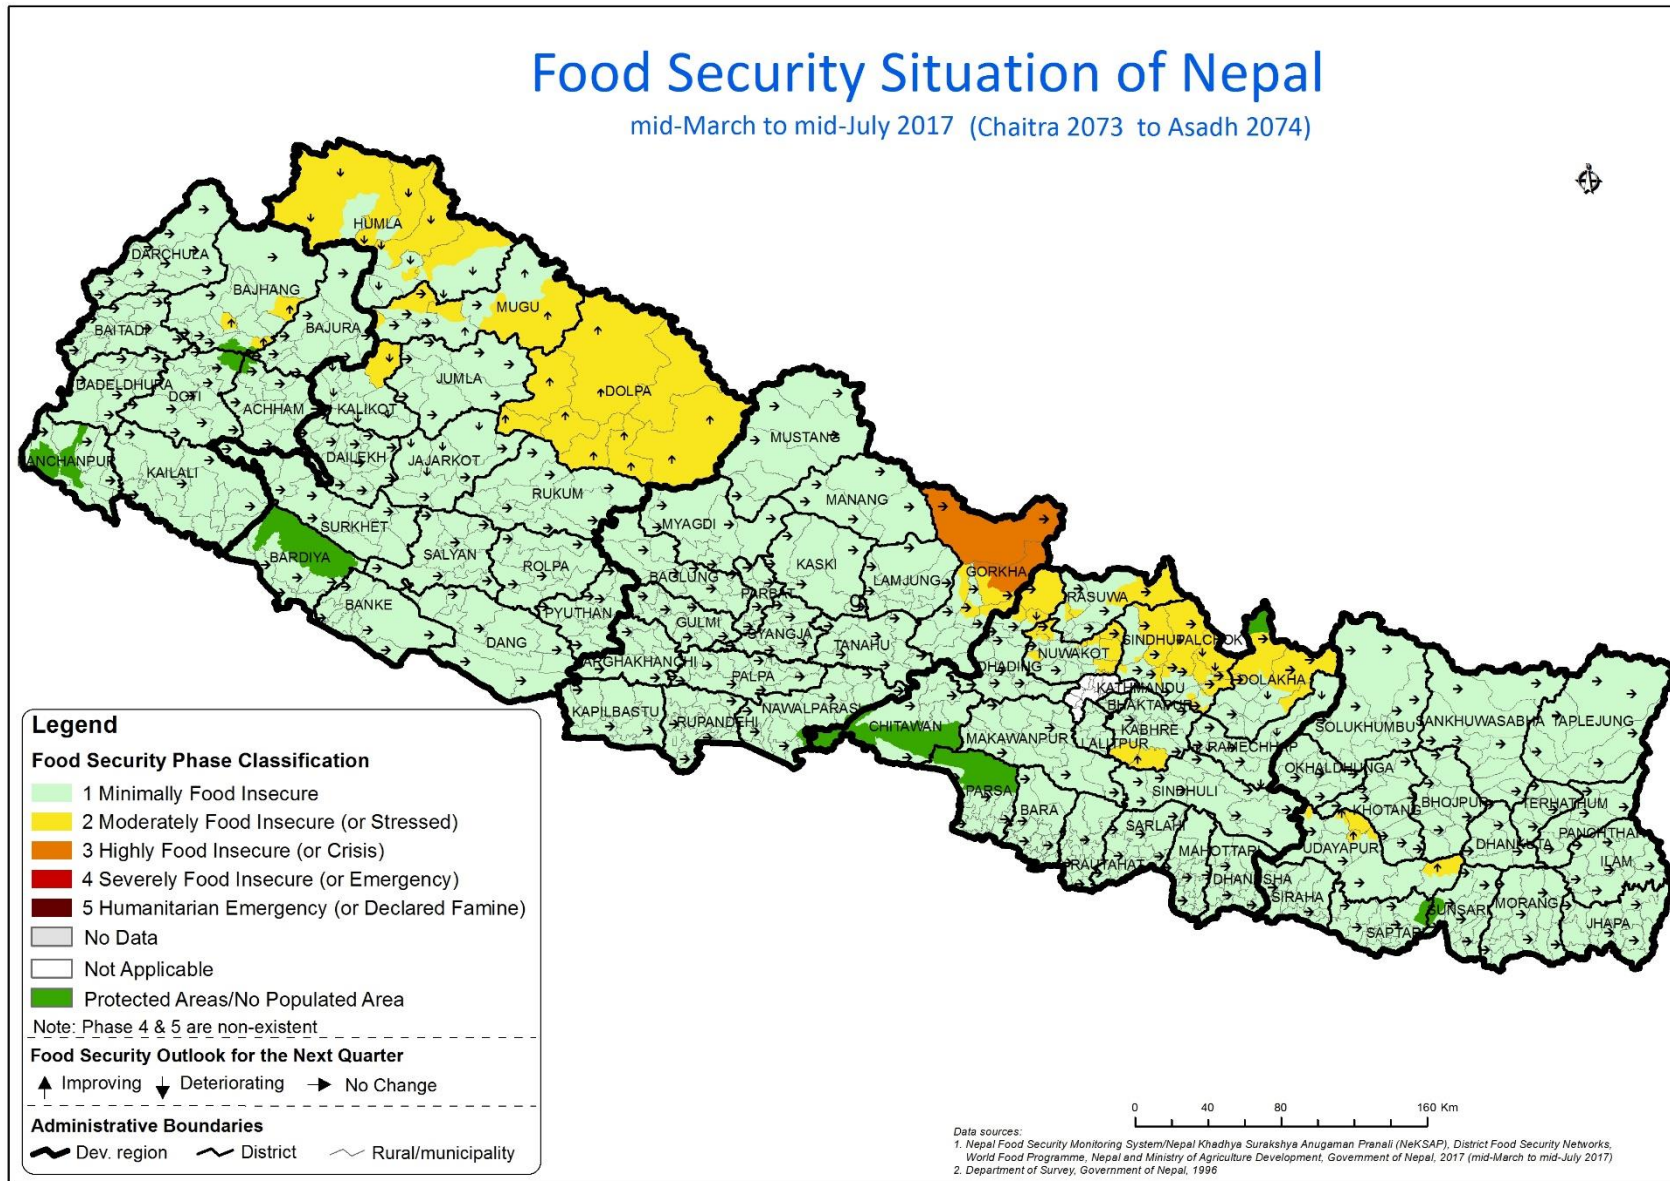 Food Security Situation of Nepal
mid-March to mid-July 2017 (Chaitra 2073 to Asadh 2074)
HUMLA
DARCHULA
BAJHANG
MUGU
BAITADI
BAJURA
DADELDHURA
DOTI
JUMLA
DOLPA
ACHHAM
KALIKOT
MUSTANG
KANCHANPUR
KAILALI
DAILEKH
JAJARKOT
RUKUM
MANANG
SURKHET
MYAGDI
BARDIYA
SALYAN
ROLPA
KASKI
GORKHA
BAGLUNG
LAMJUNG
PARBAT
RASUWA
BANKE
PYUTHAN
GULMI
SYANGJA
g
DANG
TANAHU
NUWAKOT
SINDHUPALCHOK
ARGHAKHANCHI
PALPA
DHADING
DOLAKHA
KATHMANDU
BHAKTAPUR
KAPILBASTU
RUPANDEHI
NAWALPARASI
CHITAWAN
MAKAWANPUR
LALITPUR
KABHRE
RAMECHHAP
SOLUKHUMBU
SANKHUWASABHA
TAPLEJUNG
OKHALDHUNGA
PARSA
BARA
SINDHULI
KHOTANG
BHOJPUR
TERHATHUM
SARLAHI
PANCHTHAR
RAUTAHAT
MAHOTTARI
UDAYAPUR
DHANKUTA
ILAM
DHANUSHA
SIRAHA
SAPTARI
SUNSARI
MORANG
JHAPA
Legend
Food Security Phase Classification
1 Minimally Food Insecure
2 Moderately Food Insecure (or Stressed)
3 Highly Food Insecure (or Crisis)
4 Severely Food Insecure (or Emergency)
5 Humanitarian Emergency (or Declared Famine)
No Data
Not Applicable
Protected Areas/No Populated Area
Note: Phase 4 & 5 are non-existent
Food Security Outlook for the Next Quarter
Improving Deteriorating No Change
Administrative Boundaries
Dev. region District Rural/municipality
0 40 80 160 Km
Data sources:
1. Nepal Food Security Monitoring System/Nepal Khadhya Surakshya Anugaman Pranali (NeKSAP), District Food Security Networks,
World Food Programme, Nepal and Ministry of Agriculture Development, Government of Nepal, 2017 (mid-March to mid-July 2017)
2. Department of Survey, Government of Nepal, 1996